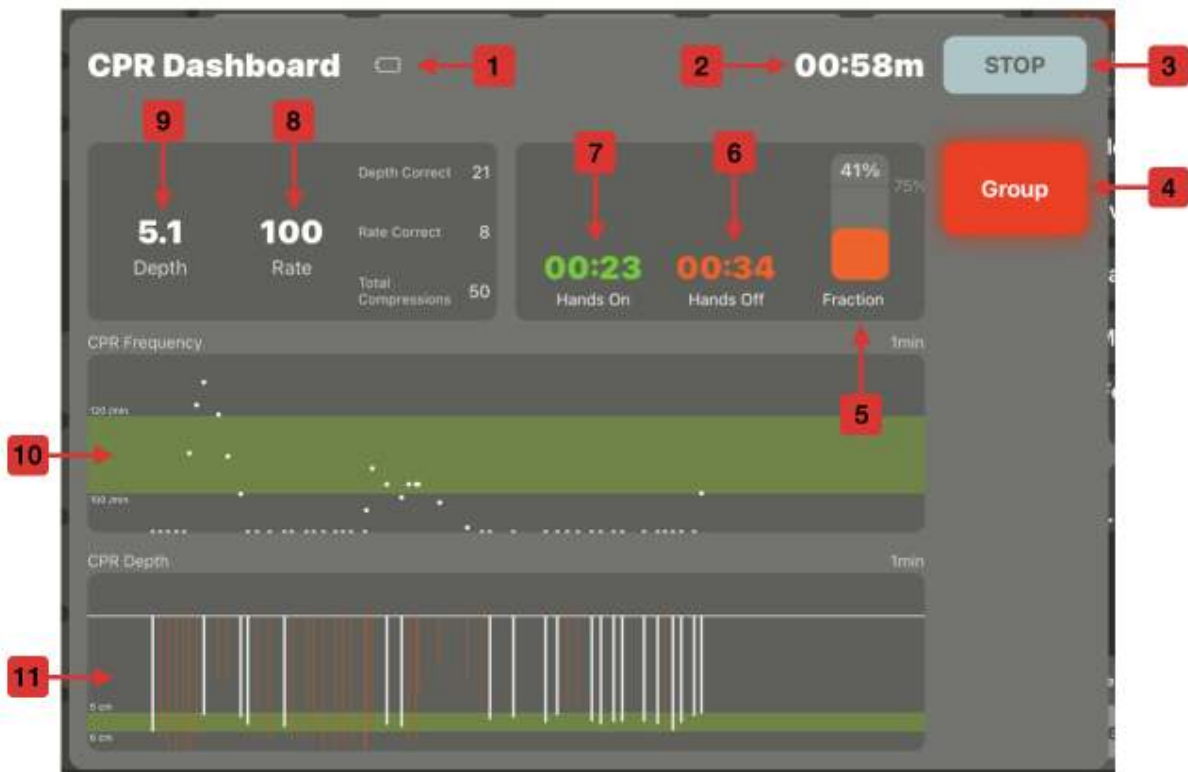 CPR Dashboard
1
2
00:58m
STOP
3
9
8
7
6
Depth Correct 21
41%
75%
Group
4
5.1
100
Rate Correct 8
Depth
Rate
00:23
00:34
Total
Compressions 50
Hands On
Hands Off
Fraction
CPR Frequency
1min
120 /min
5
10
100 /min
CPR Depth
1min
11
5 cm
6 cm